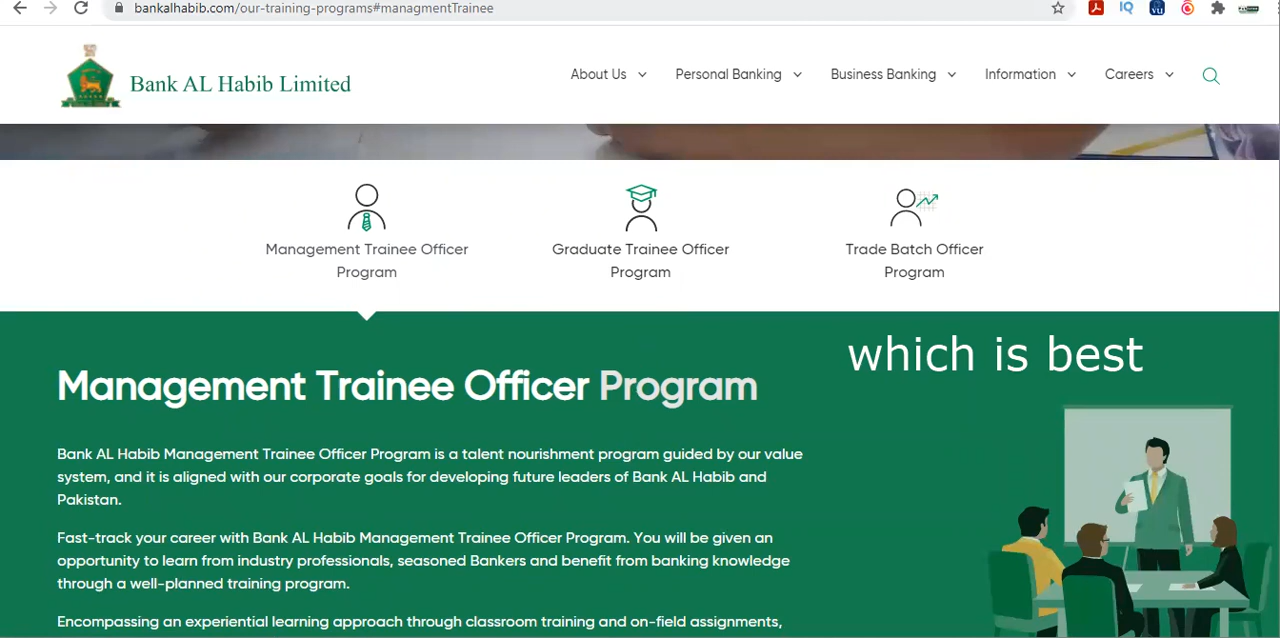 bankalhabib.com/our-training-programs#managmentTrainee
IQ
VU
Bank AL Habib Limited
About Us
Personal Banking
Business Banking
Information
Careers
Management Trainee Officer
Program
Graduate Trainee Officer
Program
Trade Batch Officer
Program
which is best
Management Trainee Officer Program
Bank AL Habib Management Trainee Officer Program is a talent nourishment program guided by our value
system, and it is aligned with our corporate goals for developing future leaders of Bank AL Habib and
Pakistan.
Fast-track your career with Bank AL Habib Management Trainee Officer Program. You will be given an
opportunity to learn from industry professionals, seasoned Bankers and benefit from banking knowledge
through a well-planned training program.
Encompassing an experiential learning approach through classroom training and on-field assignments,